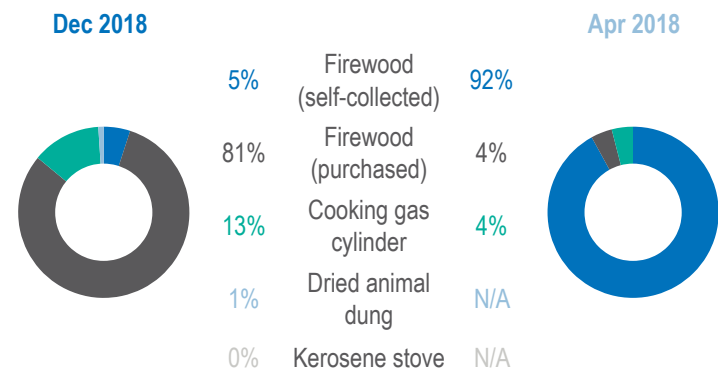 Dec 2018
Apr 2018
5%
Firewood
(self-collected)
92%
81%
Firewood
(purchased)
4%
13%
Cooking gas
cylinder
4%
1%
Dried animal
dung
N/A
0%
Kerosene stove
N/A